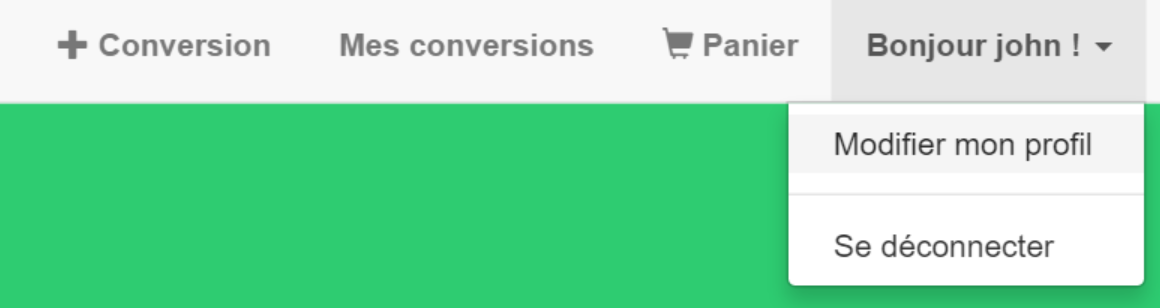 Conversion Mes conversions Panier Bonjour john !
Modifier mon profil
Se déconnecter